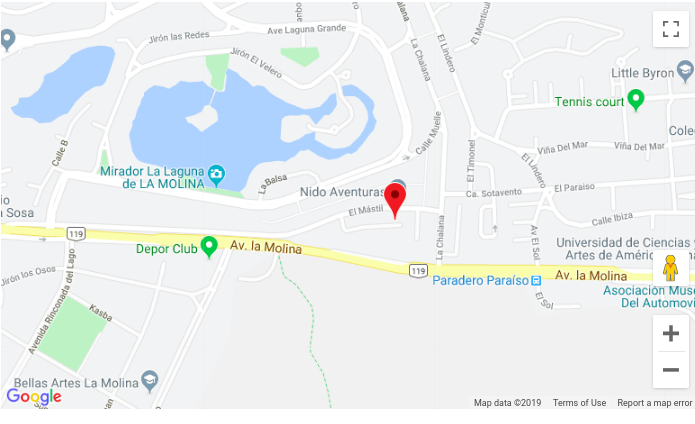 Jirón las Redes
Ave Laguna Grande
La Chalana
El Monticul
Jirón El Velero
El Lindero
Little Byron
La Chalana
Tennis court
Calle Muelle
Cole
Calle B
El Timonel
Viña Del Mar
Viña Del Mar
El Lindero
Mirador La Laguna
de LA MOLINA
La Balsa
Nido Aventuras
Ca. Sotavento
El Paraiso
io
n Sosa
El Mástil
Calle Ibiza
119
Av. la Molina
La Chalana
Av El Sol
Depor Club
Universidad de Ciencias y
Artes de América
119
Av. la Molina
Jirón los Osos
Avenida Rinconada del Lago
Paradero Paraíso
Asociación Muse
Del Automovi
El Sol
Kasba
Bellas Artes La Molina
Google
Map data ©2019 Terms of Use Report a map error